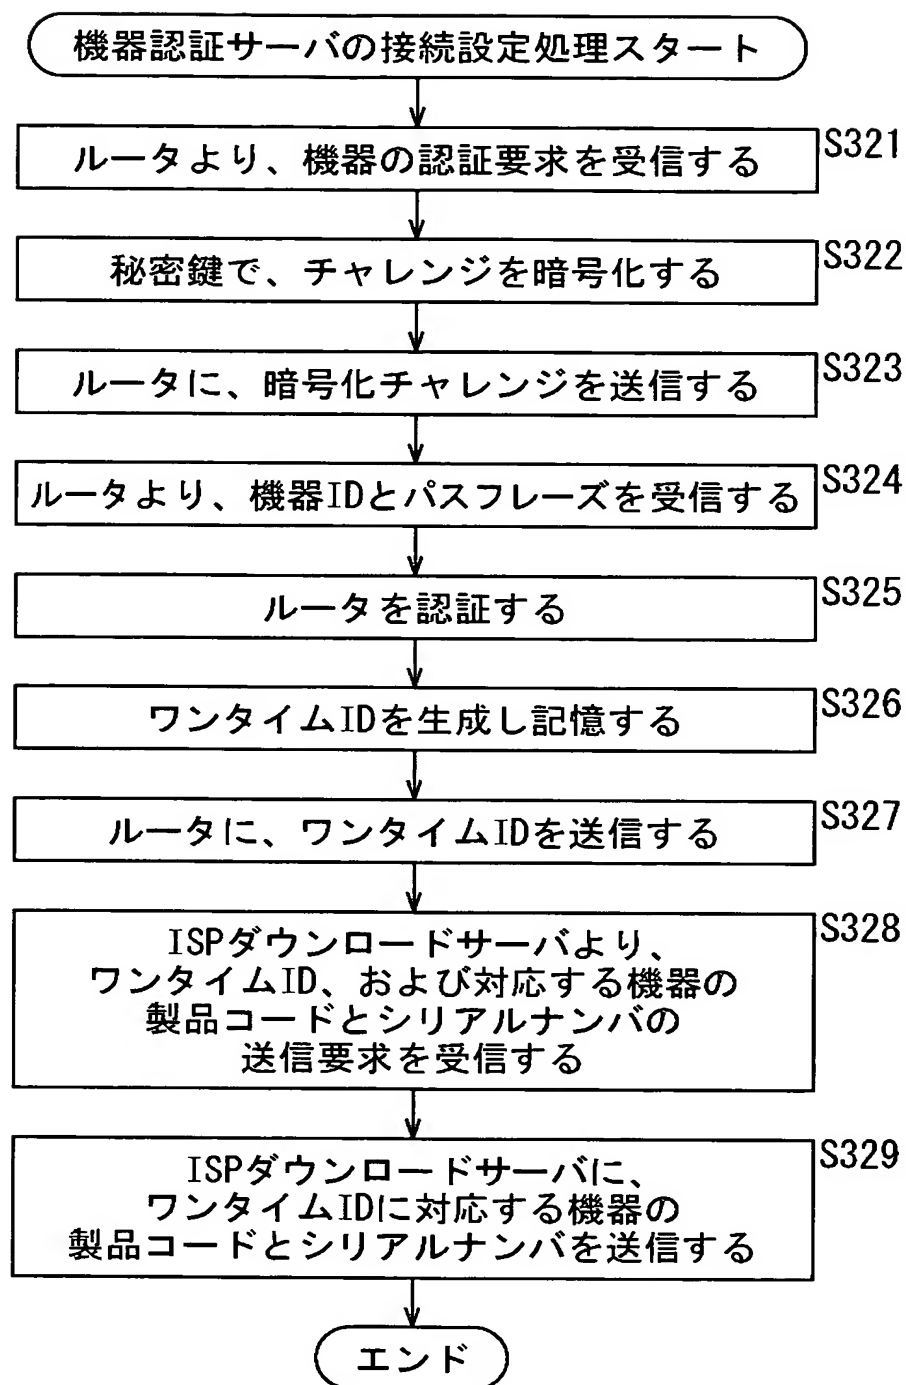 機器認証サーバの接続設定処理スタート
S321
ルータより、機器の認証要求を受信する
S322
秘密鍵で、チャレンジを暗号化する
S323
ルータに、暗号化チャレンジを送信する
S324
ルータより、機器IDとパスフレーズを受信する
S325
ルータを認証する
S326
ワンタイムIDを生成し記憶する
S327
ルータに、ワンタイムIDを送信する
S328
ISPダウンロードサーバより、
ワンタイムID、および対応する機器の
製品コードとシリアルナンバの
送信要求を受信する
S329
ISPダウンロードサーバに、
ワンタイムIDに対応する機器の
製品コードとシリアルナンバを送信する
エンド